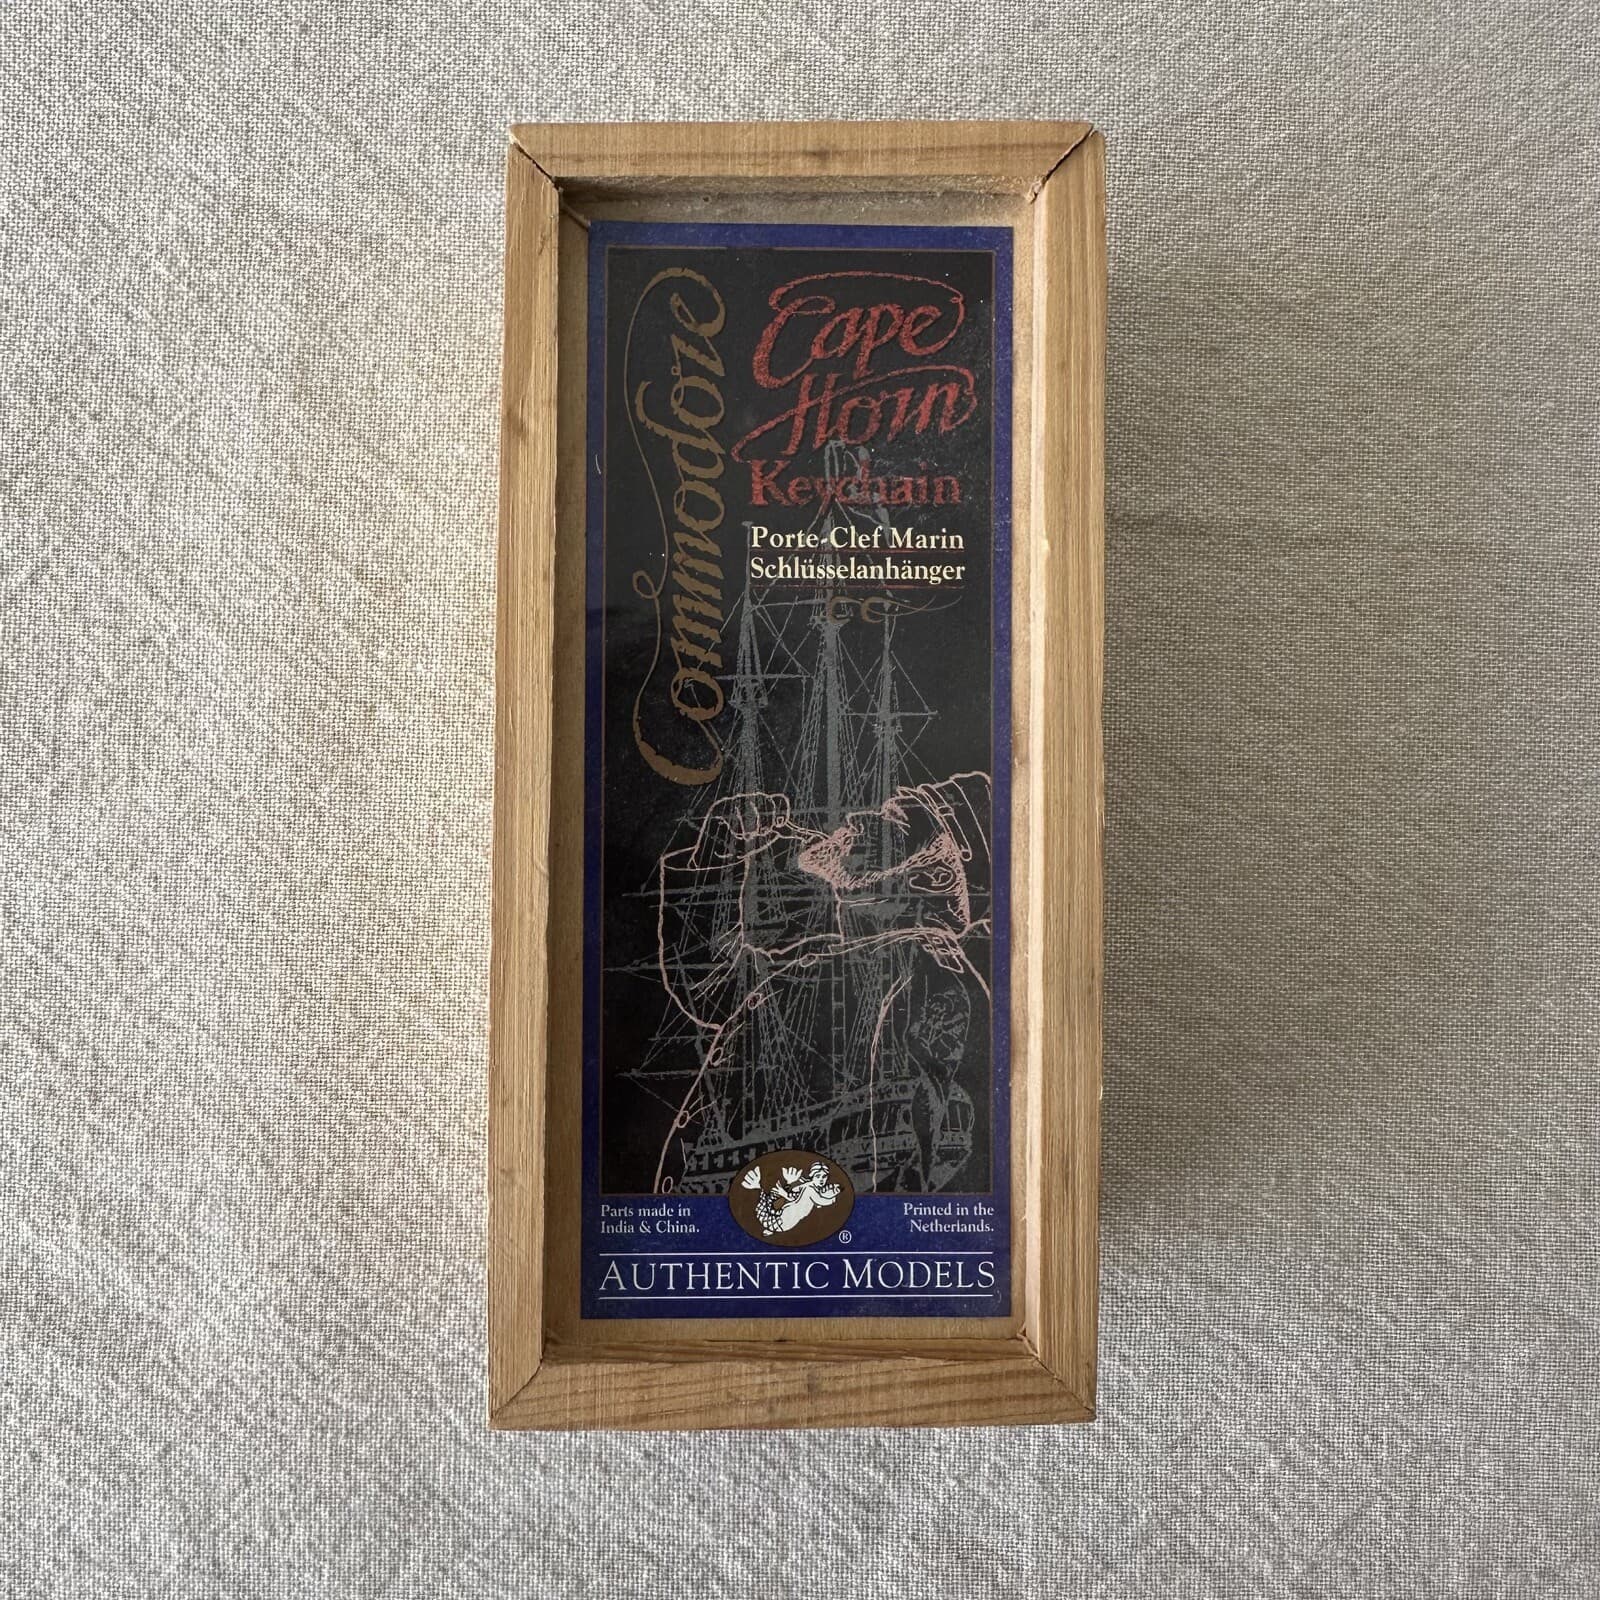 Commodore
Cape
Horn
Keychain
Porte-Clef Marin
Schlüsselanhänger
Parts made in
India & China.
Printed in the
Netherlands.
®
AUTHENTIC MODELS